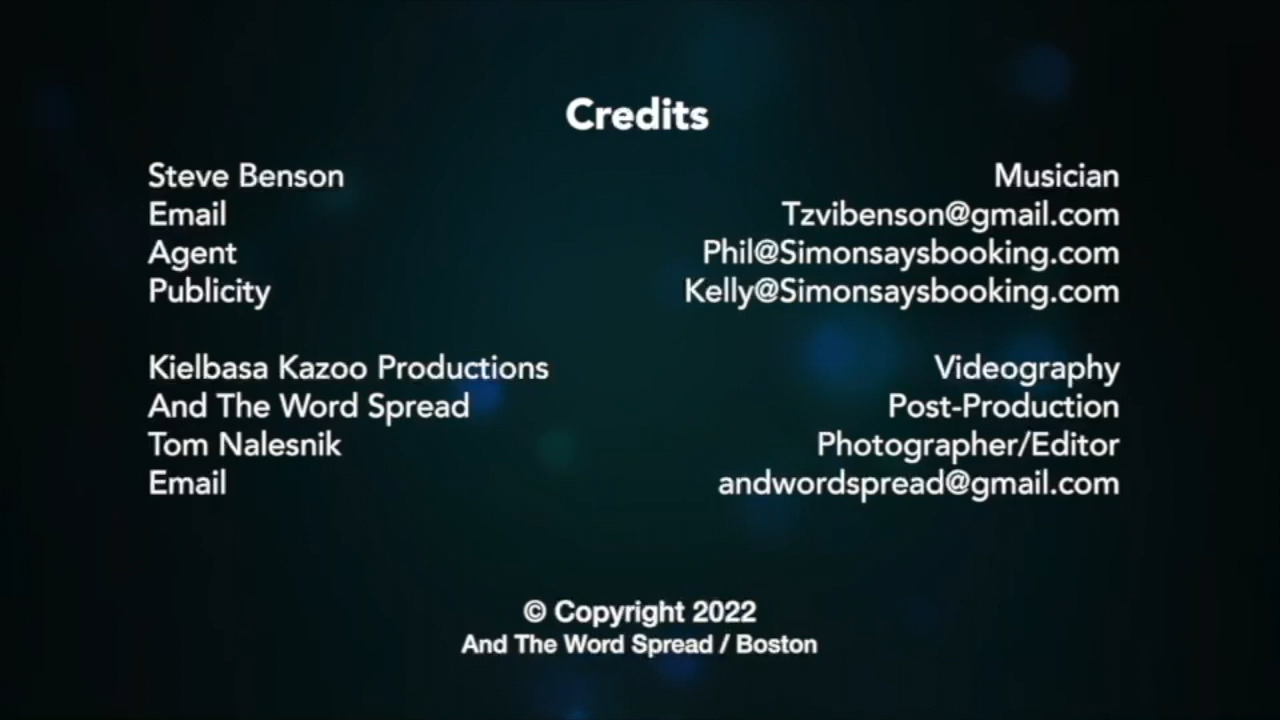 Credits
Steve Benson Musician
Email Tzvibenson@gmail.com
Agent Phil@Simonsaysbooking.com
Publicity Kelly@Simonsaysbooking.com
Kielbasa Kazoo Productions Videography
And The Word Spread Post-Production
Tom Nalesnik Photographer/Editor
Email andwordspread@gmail.com
© Copyright 2022
And The Word Spread / Boston